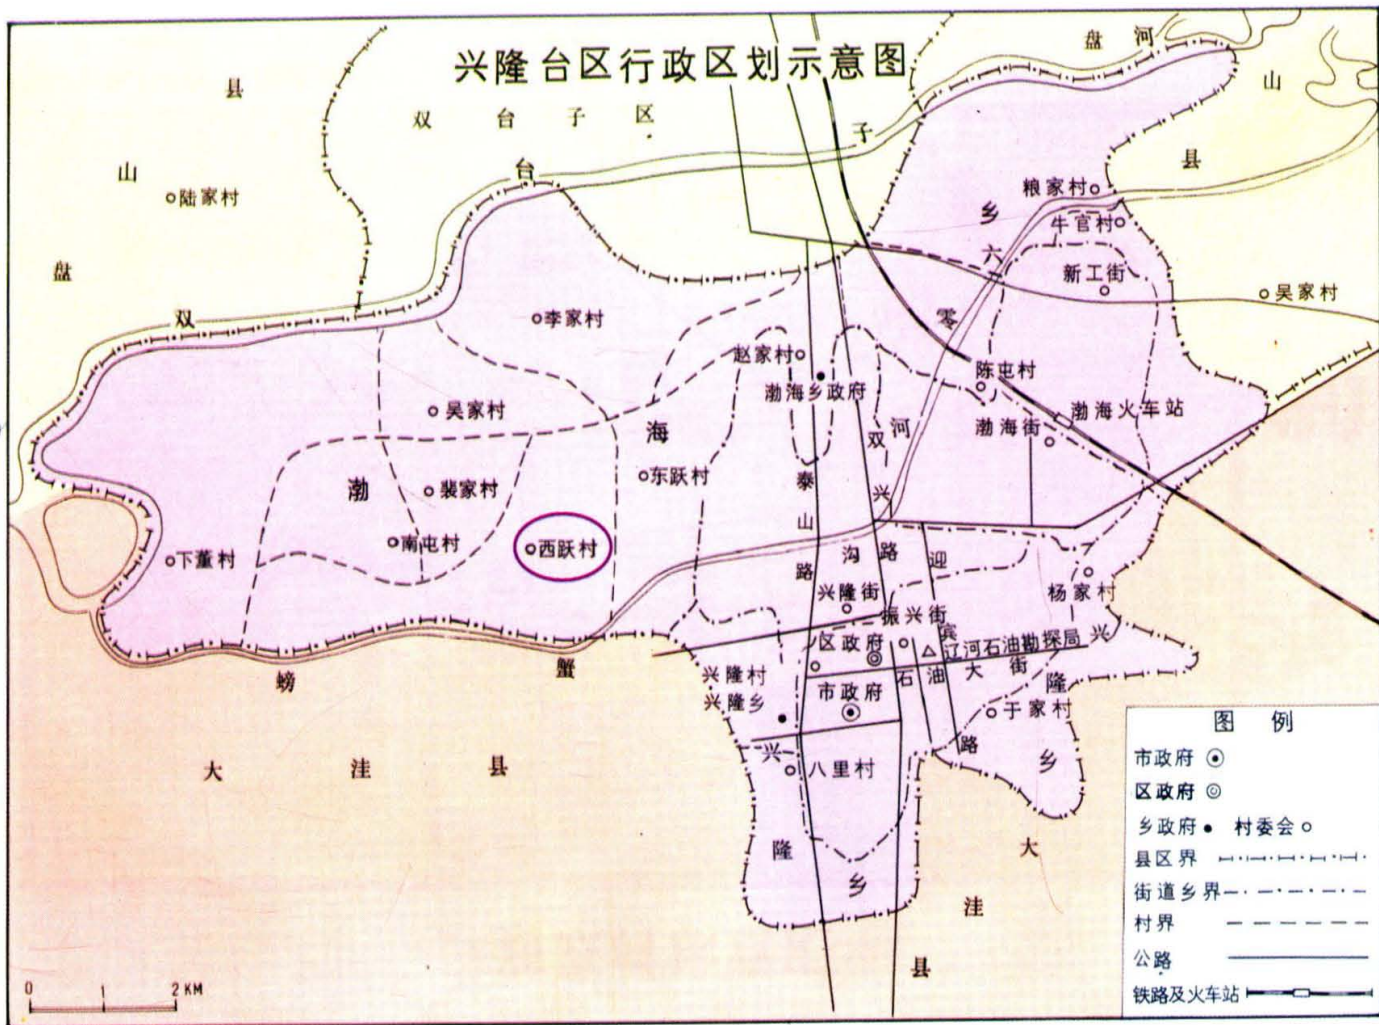 兴隆台区行政区划示意图
盘河
县
山
双台子区
子
县
台
山
陆家村
粮家村
乡
牛官村
六
新工街
盘
吴家村
双
李家村
零
赵家村
陈屯村
渤海乡政府
渤海火车站
吴家村
海
河
渤海街
双
东跃村
泰山路
渤
裴家村
兴
南屯村
西跃村
沟
路
迎
下董村
兴隆街
杨家村
振兴街
宾
区政府
辽河石油勘探局
兴
蟹
兴隆村
石油大街
隆
螃
市政府
兴隆乡
于家村
图例
路
兴
乡
大洼县
八里村
市政府
区政府
乡政府
村委会
隆
大
县区界
乡
街道乡界
洼
村界
县
公路
0
2 KM
铁路及火车站